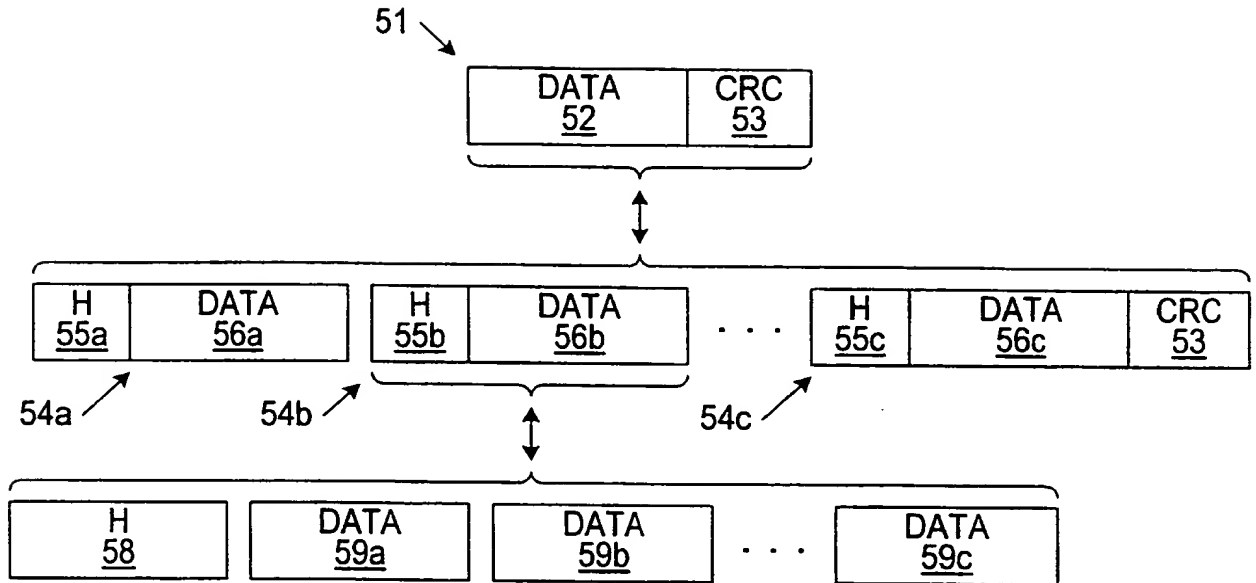 51
DATA CRC
52 53
H DATA H DATA . . . H DATA CRC
55a 56a 55b 56b 55c 56c 53
54a 54b 54c
H DATA DATA . . . DATA
58 59a 59b 59c